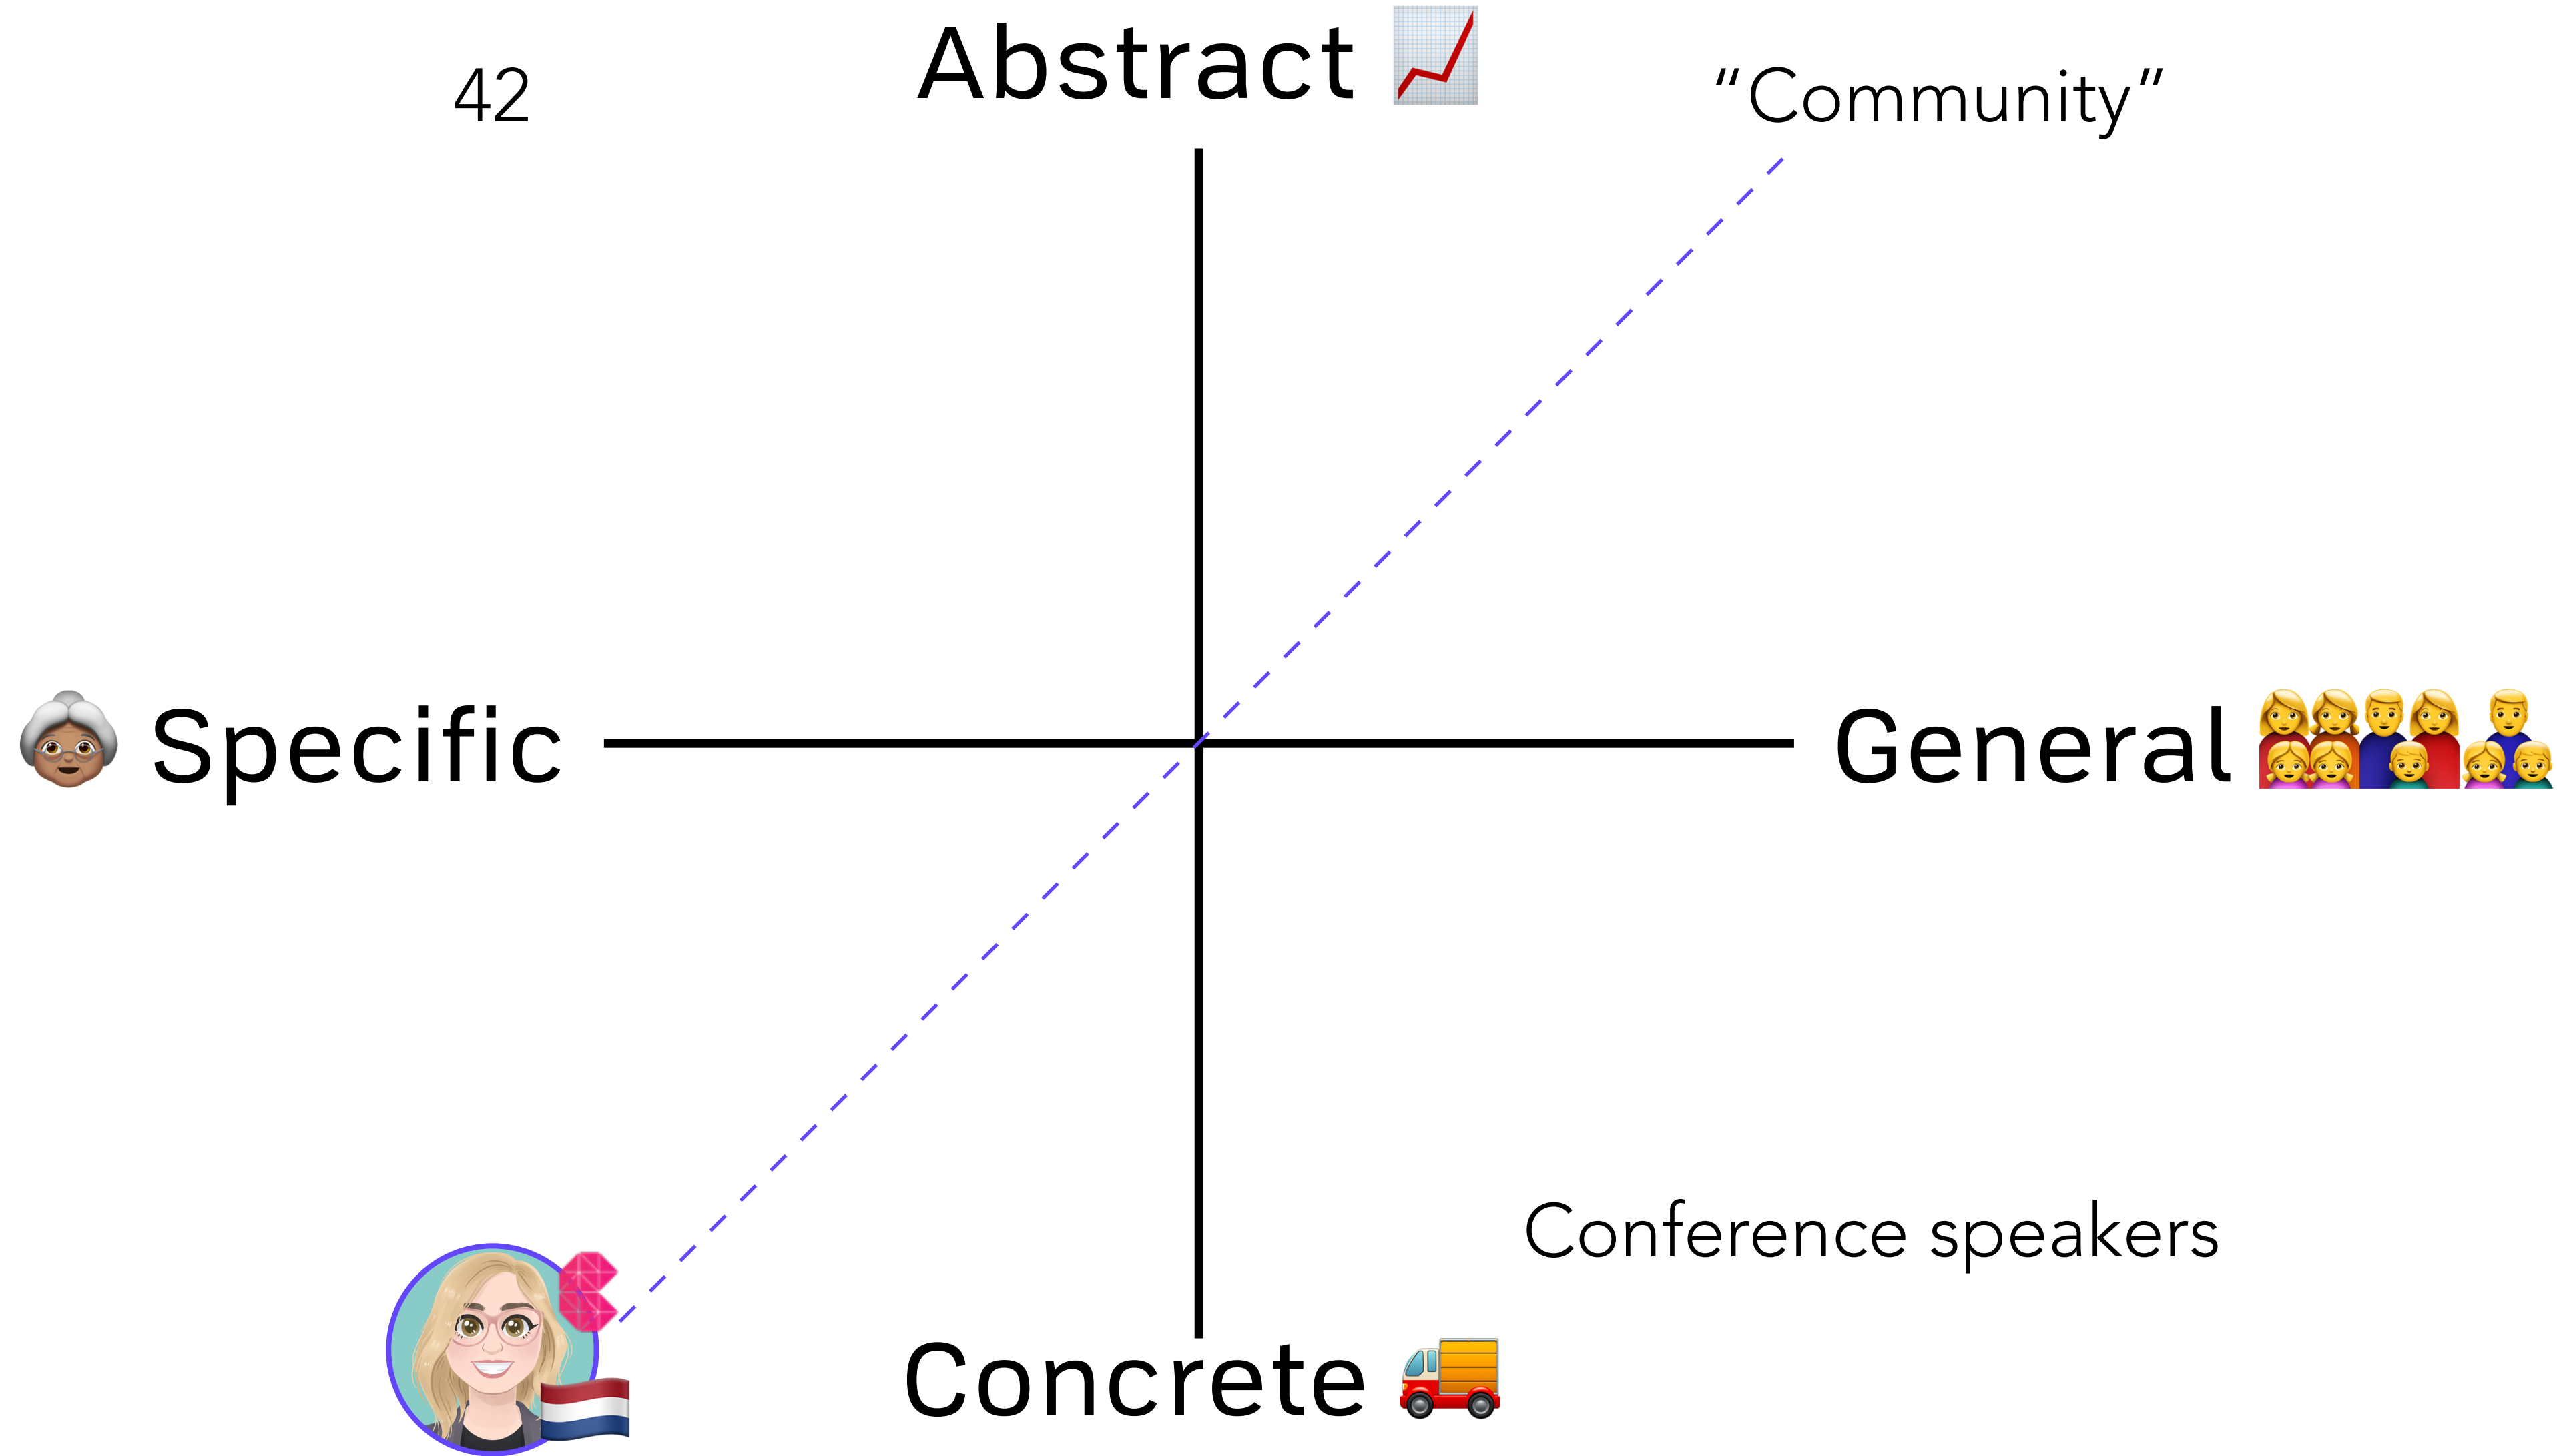 42
Abstract
“Community”
Specific
General
Conference speakers
Concrete